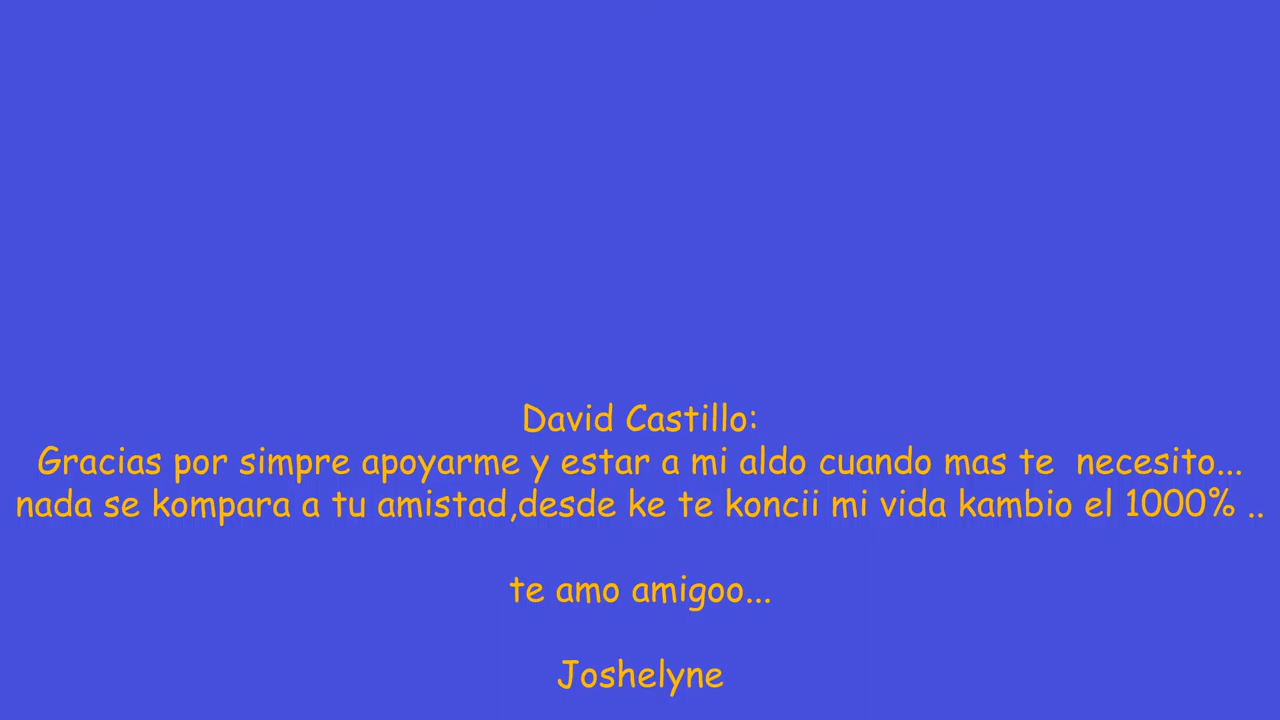 David Castillo:
Gracias por simpre apoyarme y estar a mi aldo cuando mas te  necesito...
nada se kompara a tu amistad,desde ke te koncii mi vida kambio el 1000% ..
te amo amigoo...
Joshelyne